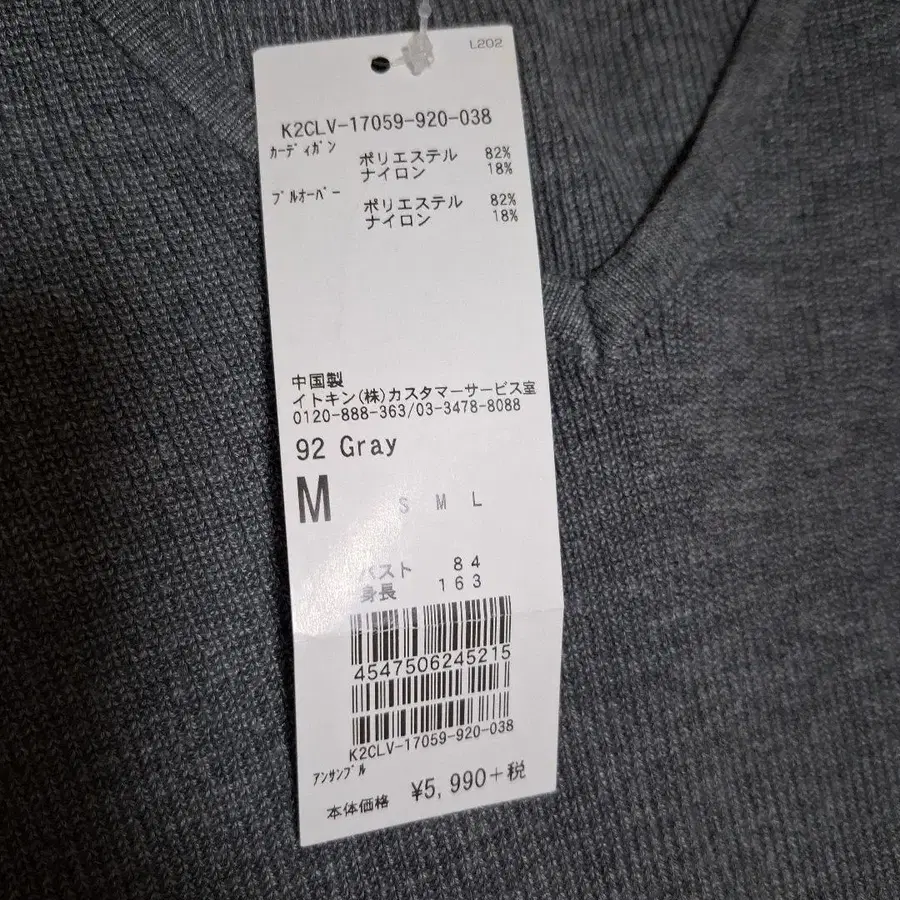 L202
K2CLV-17059-920-038
ｶｰﾃﾞｨｶﾞﾝ
ポリエステル 82%
ナイロン 18%
ﾌﾟﾙｵｰﾊﾞｰ
ポリエステル 82%
ナイロン 18%
中国製
イトキン(株)カスタマーサービス室
0120-888-363/03-3478-8088
92 Gray
M S M L
バスト 84
身長 163
4547506245215
K2CLV-17059-920-038
ｱﾝｻﾝﾌﾞﾙ
本体価格 ¥5,990+税